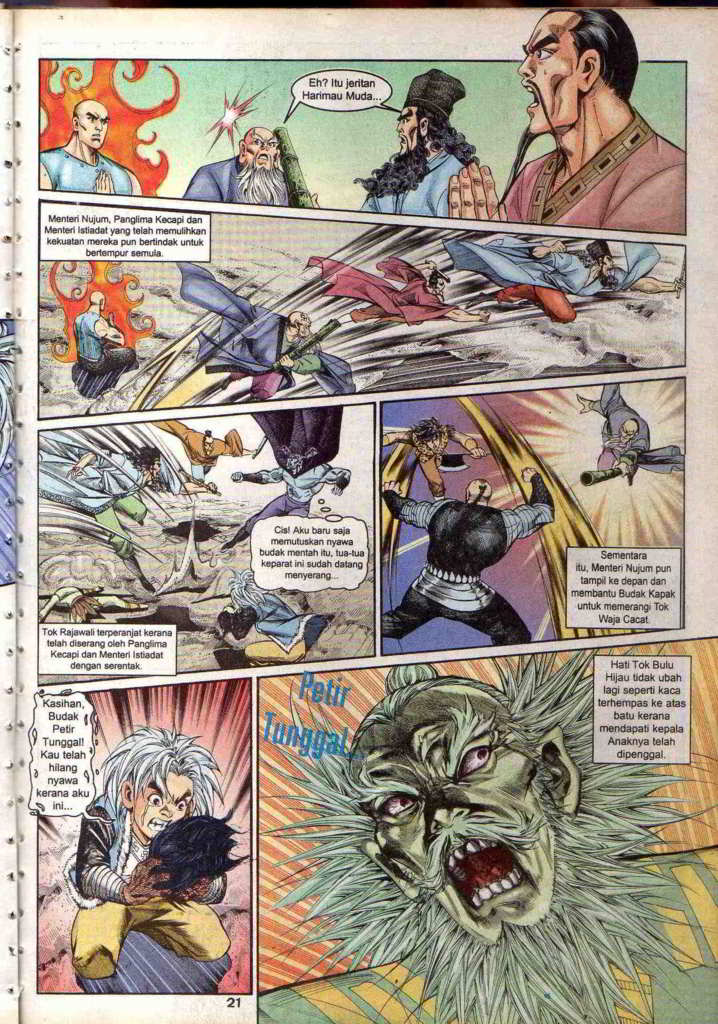 Eh? Itu jeritan
Harimau Muda...
Menteri Nujum, Panglima Kecapi dan
Menteri Istiadat yang telah memulihkan
kekuatan mereka pun bertindak untuk
bertempur semula.
Cis! Aku baru saja
memutuskan nyawa
budak mentah itu, tua-tua
keparat ini sudah datang
menyerang...
Tok Rajawali terperanjat kerana
telah diserang oleh Panglima
Kecapi dan Menteri Istiadat
dengan serentak.
Sementara
itu, Menteri Nujum pun
tampil ke depan dan
membantu Budak Kapak
untuk memerangi Tok
Waja Cacat.
Kasihan,
Budak
Petir
Tunggal!
Kau telah
hilang
nyawa
kerana aku
ini...
Petir
Tunggal...
Hati Tok Bulu
Hijau tidak ubah
lagi seperti kaca
terhempas ke atas
batu kerana
mendapati kepala
Anaknya telah
dipenggal.
21